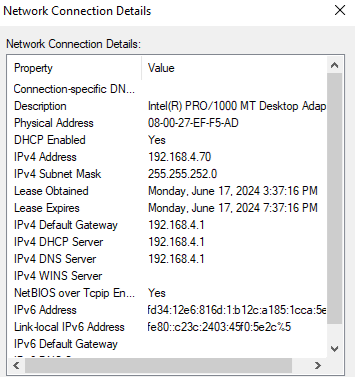 Network Connection Details
Network Connection Details:
Property Value
Connection-specific DN...
Description Intel(R) PRO/1000 MT Desktop Adap
Physical Address 08-00-27-EF-F5-AD
DHCP Enabled Yes
IPv4 Address 192.168.4.70
IPv4 Subnet Mask 255.255.252.0
Lease Obtained Monday, June 17, 2024 3:37:16 PM
Lease Expires Monday, June 17, 2024 7:37:16 PM
IPv4 Default Gateway 192.168.4.1
IPv4 DHCP Server 192.168.4.1
IPv4 DNS Server 192.168.4.1
IPv4 WINS Server
NetBIOS over Tcpip En... Yes
IPv6 Address fd34:12e6:816d:1:b12c:a185:1cca:5e
Link-local IPv6 Address fe80::c23c:2403:45f0:5e2c%5
IPv6 Default Gateway